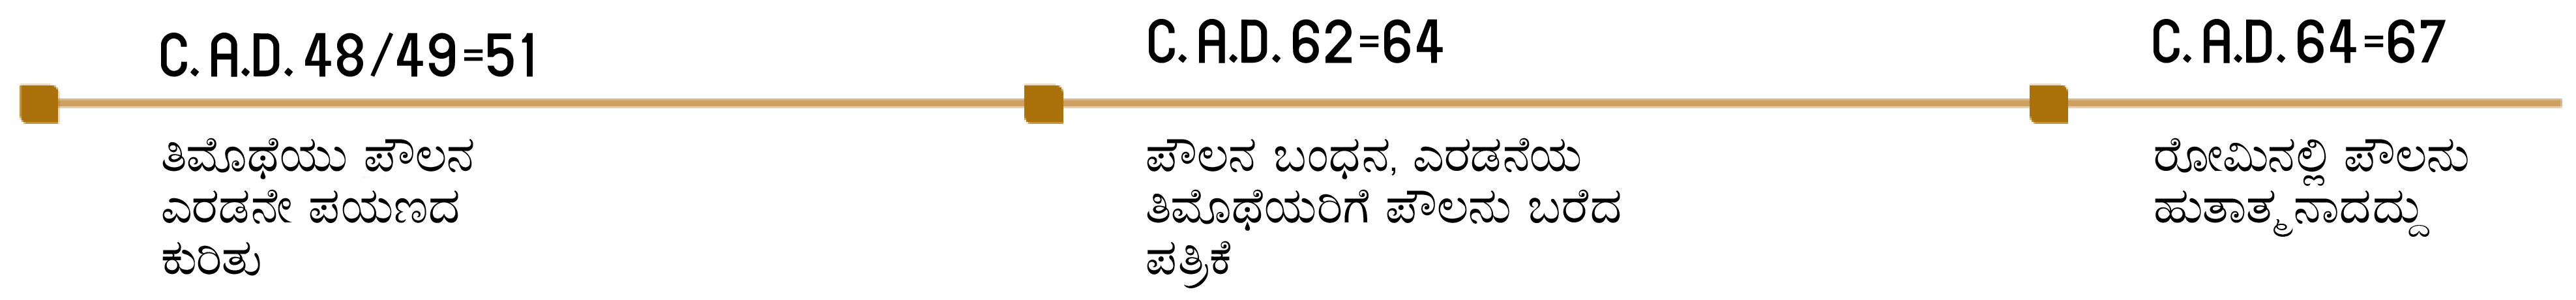 C. A.D. 48/49=51
ತಿಮೊಥೆಯು ಪೌಲನ
ಎರಡನೇ ಪಯಣದ
ಕುರಿತು
C. A.D. 62=64
ಪೌಲನ ಬಂಧನ, ಎರಡನೆಯ
ತಿಮೊಥೆಯರಿಗೆ ಪೌಲನು ಬರೆದ
ಪತ್ರಿಕೆ
C. A.D. 64=67
ರೋಮಿನಲ್ಲಿ ಪೌಲನು
ಹುತಾತ್ಮನಾದದ್ದು